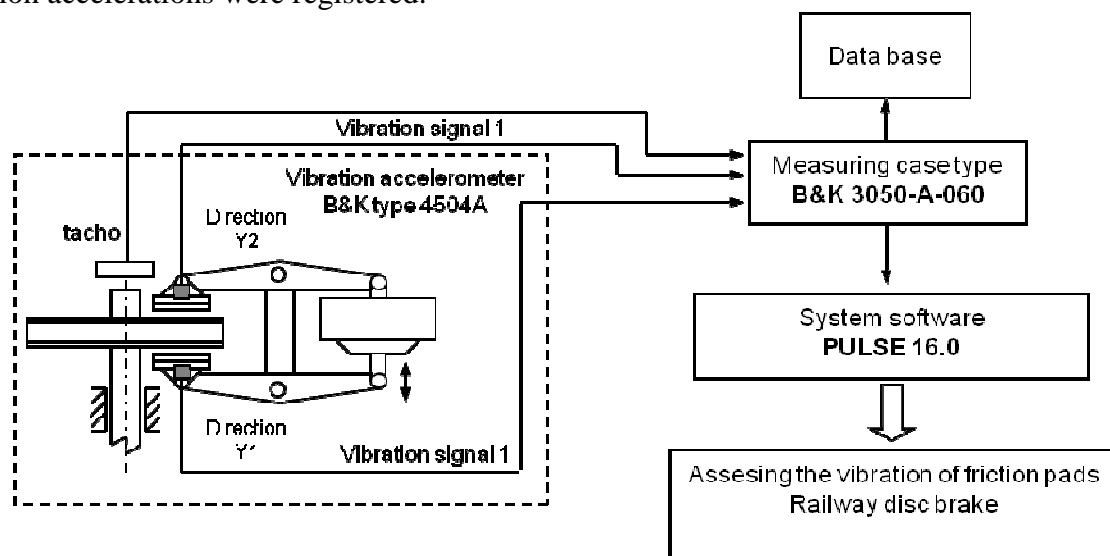 ion accelerations were registered.
Data base
Vibration signal 1
Measuring case type
B&K 3050-A-060
Vibration accelerometer
B&K type 4504A
Direction
Y2
tacho
System software
PULSE 16.0
Direction
Y1
Vibration signal 1
Assesing the vibration of friction pads
Railway disc brake